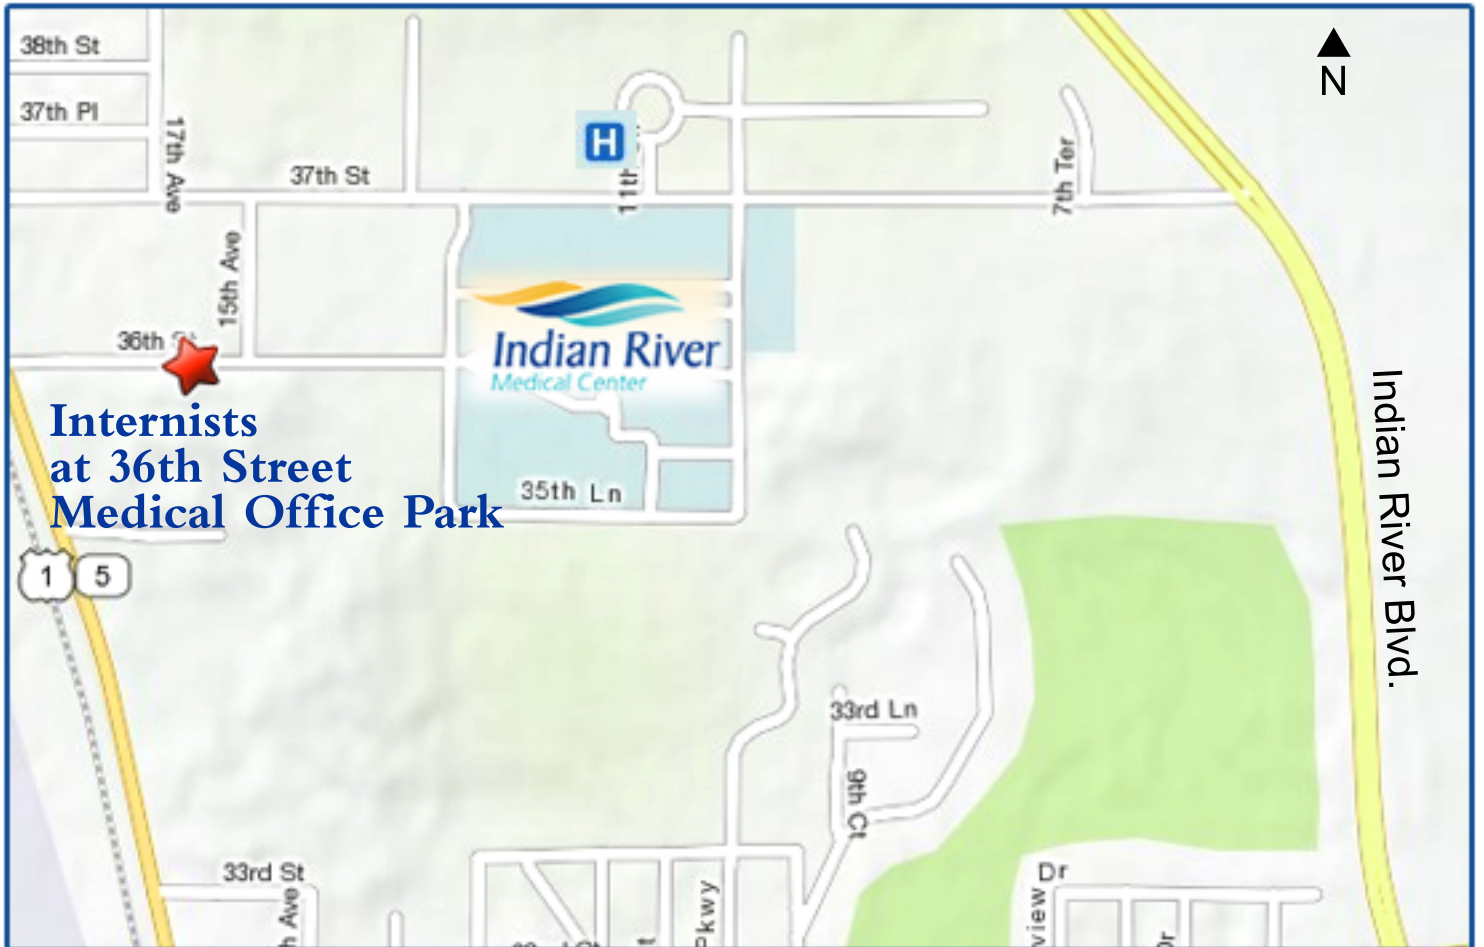 38th St
N
37th Pl
17th Ave
H
37th St
11th
7th Ter
15th Ave
36th St
Indian River
Medical Center
Internists
at 36th Street
Medical Office Park
35th Ln
Indian River Blvd.
1
5
33rd Ln
9th Ct
33rd St
Ave
Dr
Pkwy
view